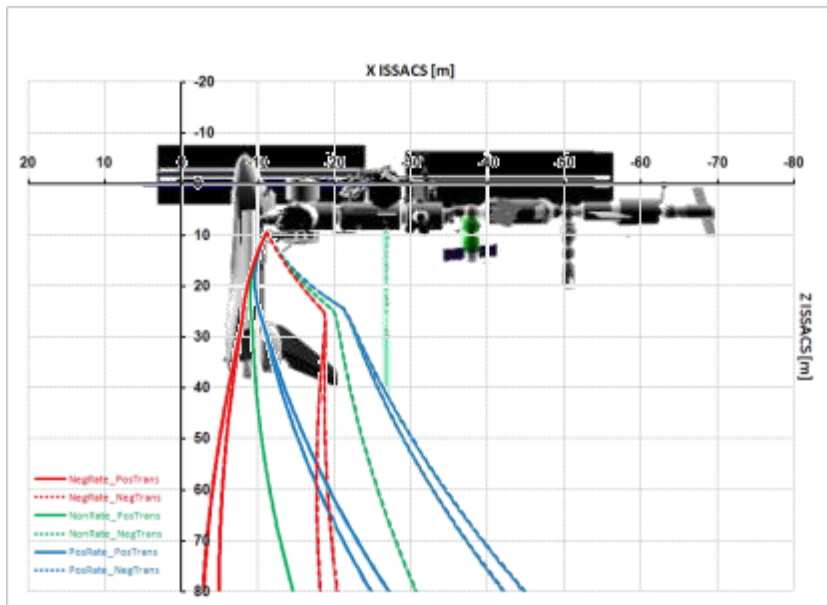 X ISSACS [m]
-20
-10
20 10 0 -10 -20 -30 -40 -50 -60 -70 -80
0
10
20
30
40
50
60
70
80
Z ISSACS [m]
NegRate_PosTrans
NegRate_NegTrans
NonRate_PosTrans
NonRate_NegTrans
PosRate_PosTrans
PosRate_NegTrans